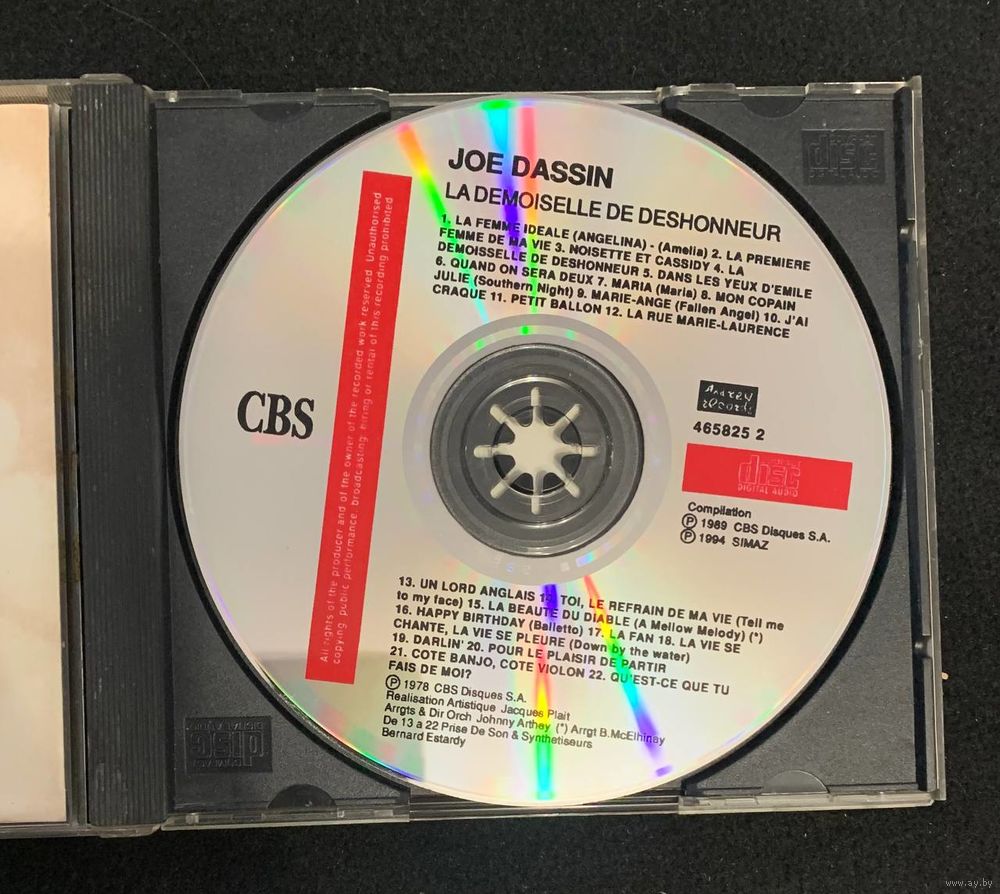 JOE DASSIN
LA DEMOISELLE DE DESHONNEUR
1. LA FEMME IDEALE (ANGELINA) - (Amelia) 2. LA PREMIERE
FEMME DE MA VIE 3. NOISETTE ET CASSIDY 4. LA
DEMOISSELLE DE DESHONNEUR 5. DANS LES YEUX D'EMILE
6. QUAND ON SERA DEUX 7. MARIA (Maria) 8. MON COPAIN
JULIE (Southern Night) 9. MARIE-ANGE (Fallen Angel) 10. J'AI
CRAQUE 11. PETIT BALLON 12. LA RUE MARIE-LAURENCE
All rights of the producer and of the owner of the recorded work reserved. Unauthorised
copying, public performance, broadcasting, hiring or rental of this recording prohibited
CBS
Andrey
records
465825 2
disc
DIGITAL AUDIO
Compilation
Ⓟ 1989 CBS Disques S.A.
Ⓟ 1994 SIMAZ
13. UN LORD ANGLAIS 14. TOI, LE REFRAIN DE MA VIE (Tell me
to my face) 15. LA BEAUTE DU DIABLE (A Mellow Melody) (*)
16. HAPPY BIRTHDAY (Balletto) 17. LA FAN 18. LA VIE SE
CHANTE, LA VIE SE PLEURE (Down by the water)
19. DARLIN' 20. POUR LE PLAISIR DE PARTIR
21. COTE BANJO, COTE VIOLON 22. QU'EST-CE QUE TU
FAIS DE MOI?
Ⓟ 1978 CBS Disques S.A.
Realisation Artistique Jacques Plait
Arrgts & Dir Orch Johnny Arthey (*) Arrgt B.McElhiney
De 13 a 22 Prise De Son & Synthetiseurs
Bernard Estardy
disc
disc
www.ay.by